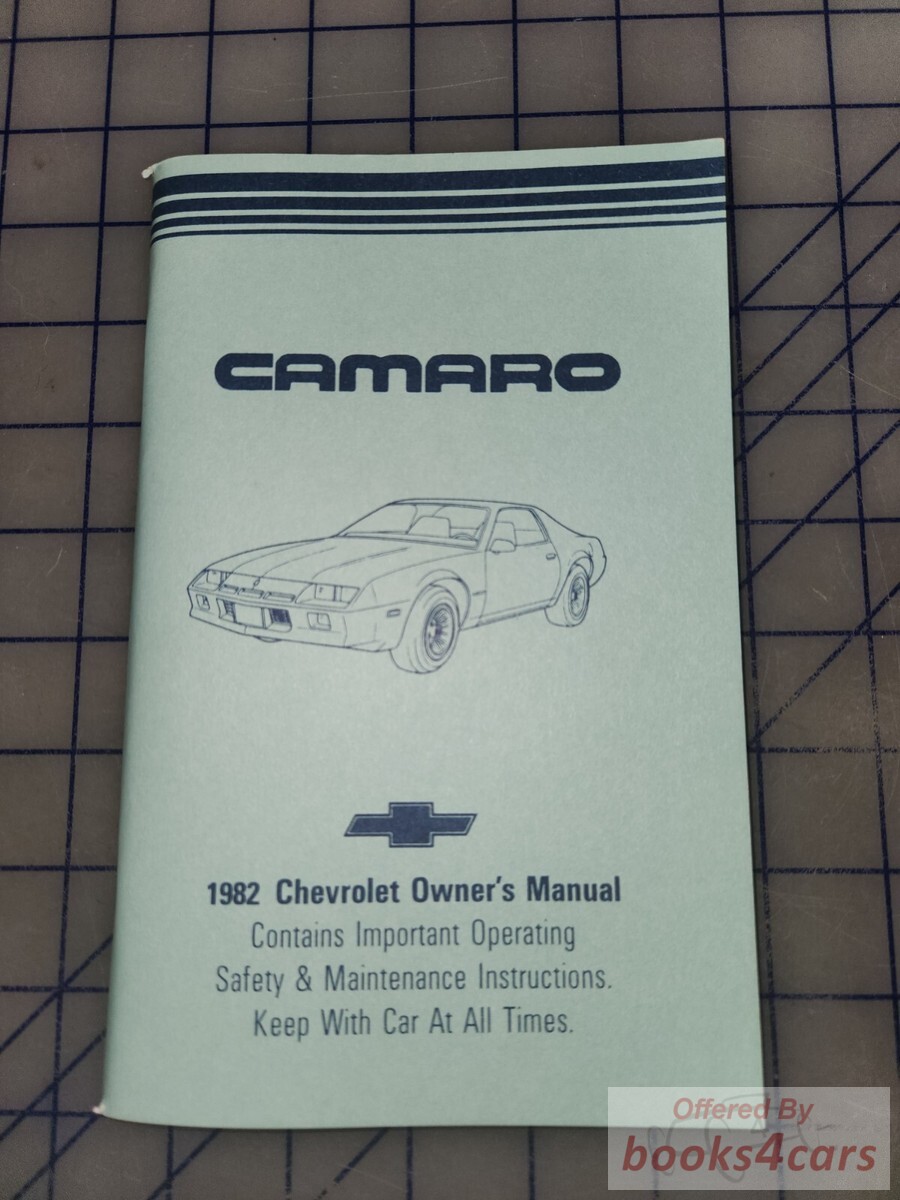 CAMARO
1982 Chevrolet Owner's Manual
Contains Important Operating
Safety & Maintenance Instructions.
Keep With Car At All Times.
Offered By
books4cars